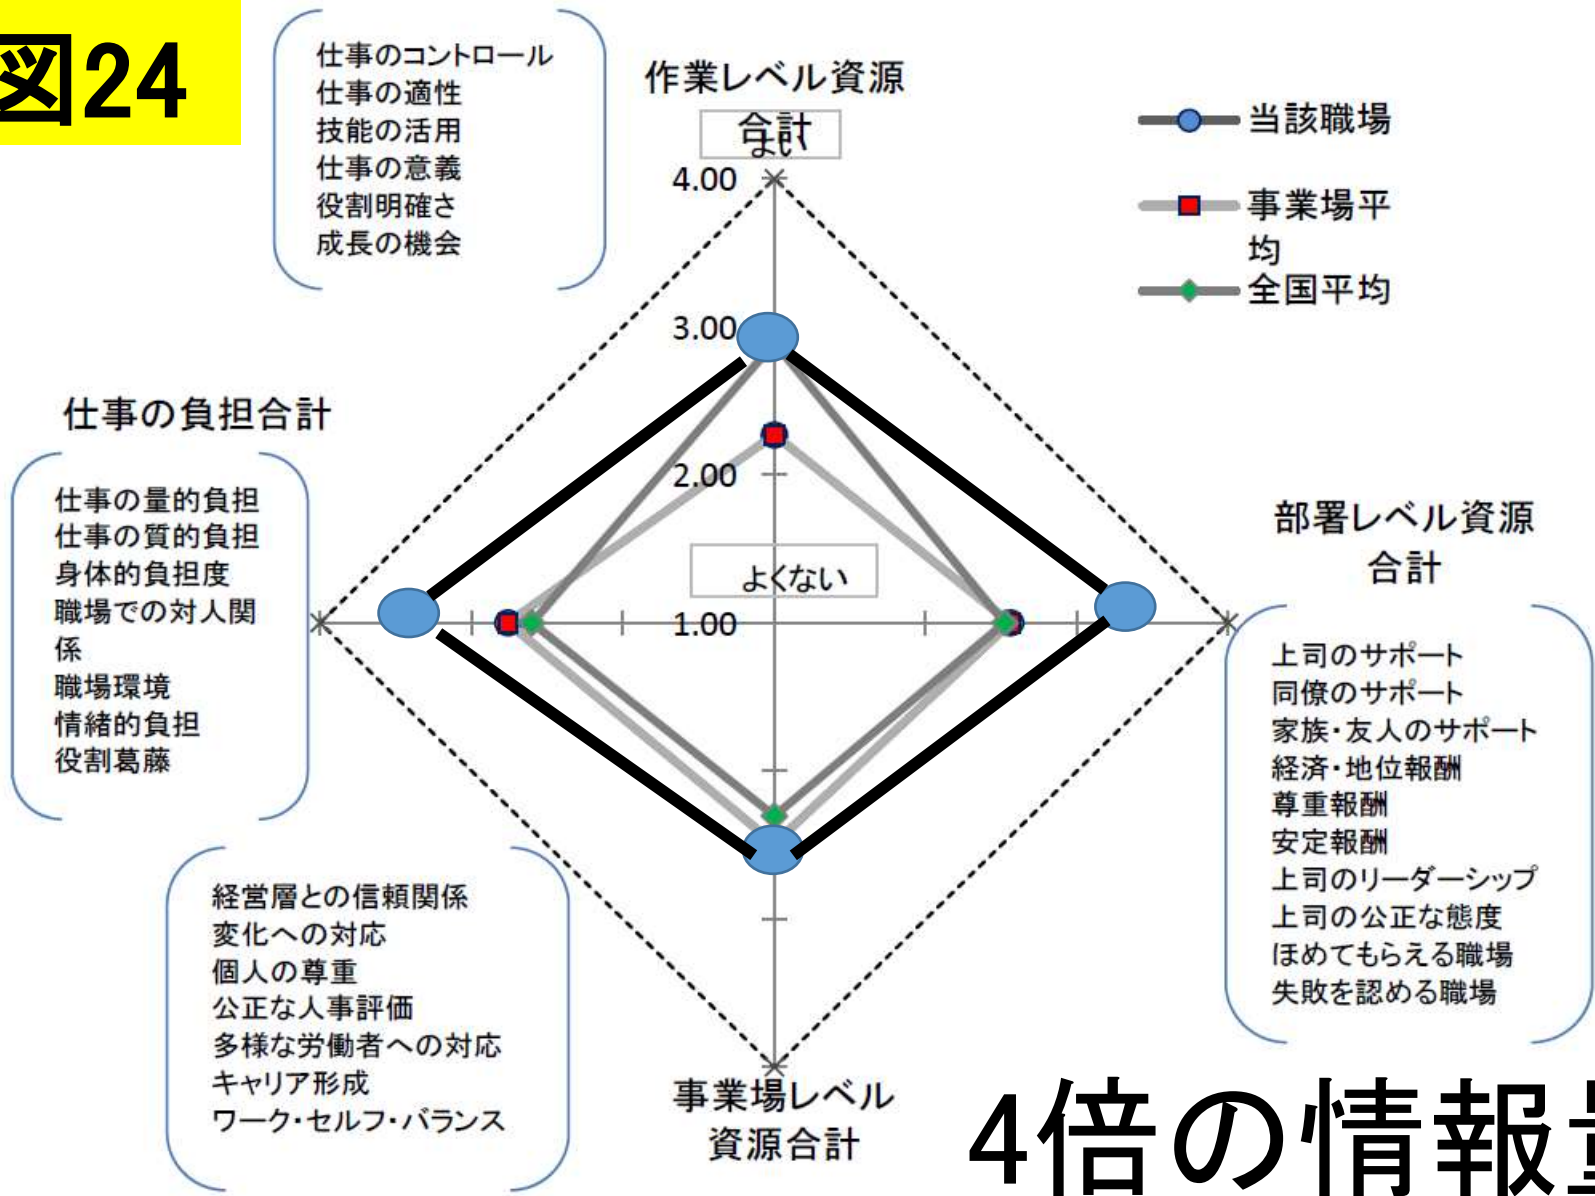 図24
仕事のコントロール
仕事の適性
技能の活用
仕事の意義
役割明確さ
成長の機会
作業レベル資源
合計
よい
4.00
3.00
2.00
1.00
よくない
当該職場
事業場平
均
全国平均
仕事の負担合計
仕事の量的負担
仕事の質的負担
身体的負担度
職場での対人関
係
職場環境
情緒的負担
役割葛藤
部署レベル資源
合計
上司のサポート
同僚のサポート
家族・友人のサポート
経済・地位報酬
尊重報酬
安定報酬
上司のリーダーシップ
上司の公正な態度
ほめてもらえる職場
失敗を認める職場
経営層との信頼関係
変化への対応
個人の尊重
公正な人事評価
多様な労働者への対応
キャリア形成
ワーク・セルフ・バランス
事業場レベル
資源合計
4倍の情報量